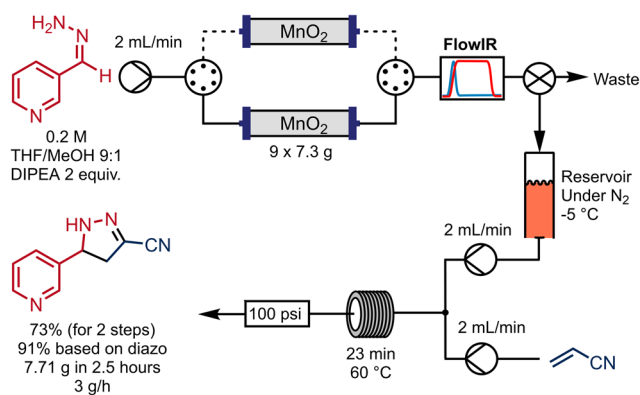 H₂N
N
H
N
0.2 M
THF/MeOH 9:1
DIPEA 2 equiv.
2 mL/min
MnO₂
MnO₂
9 x 7.3 g
FlowIR
Waste
Reservoir
Under N₂
-5 °C
2 mL/min
2 mL/min
CN
23 min
60 °C
100 psi
HN
N
CN
N
73% (for 2 steps)
91% based on diazo
7.71 g in 2.5 hours
3 g/h